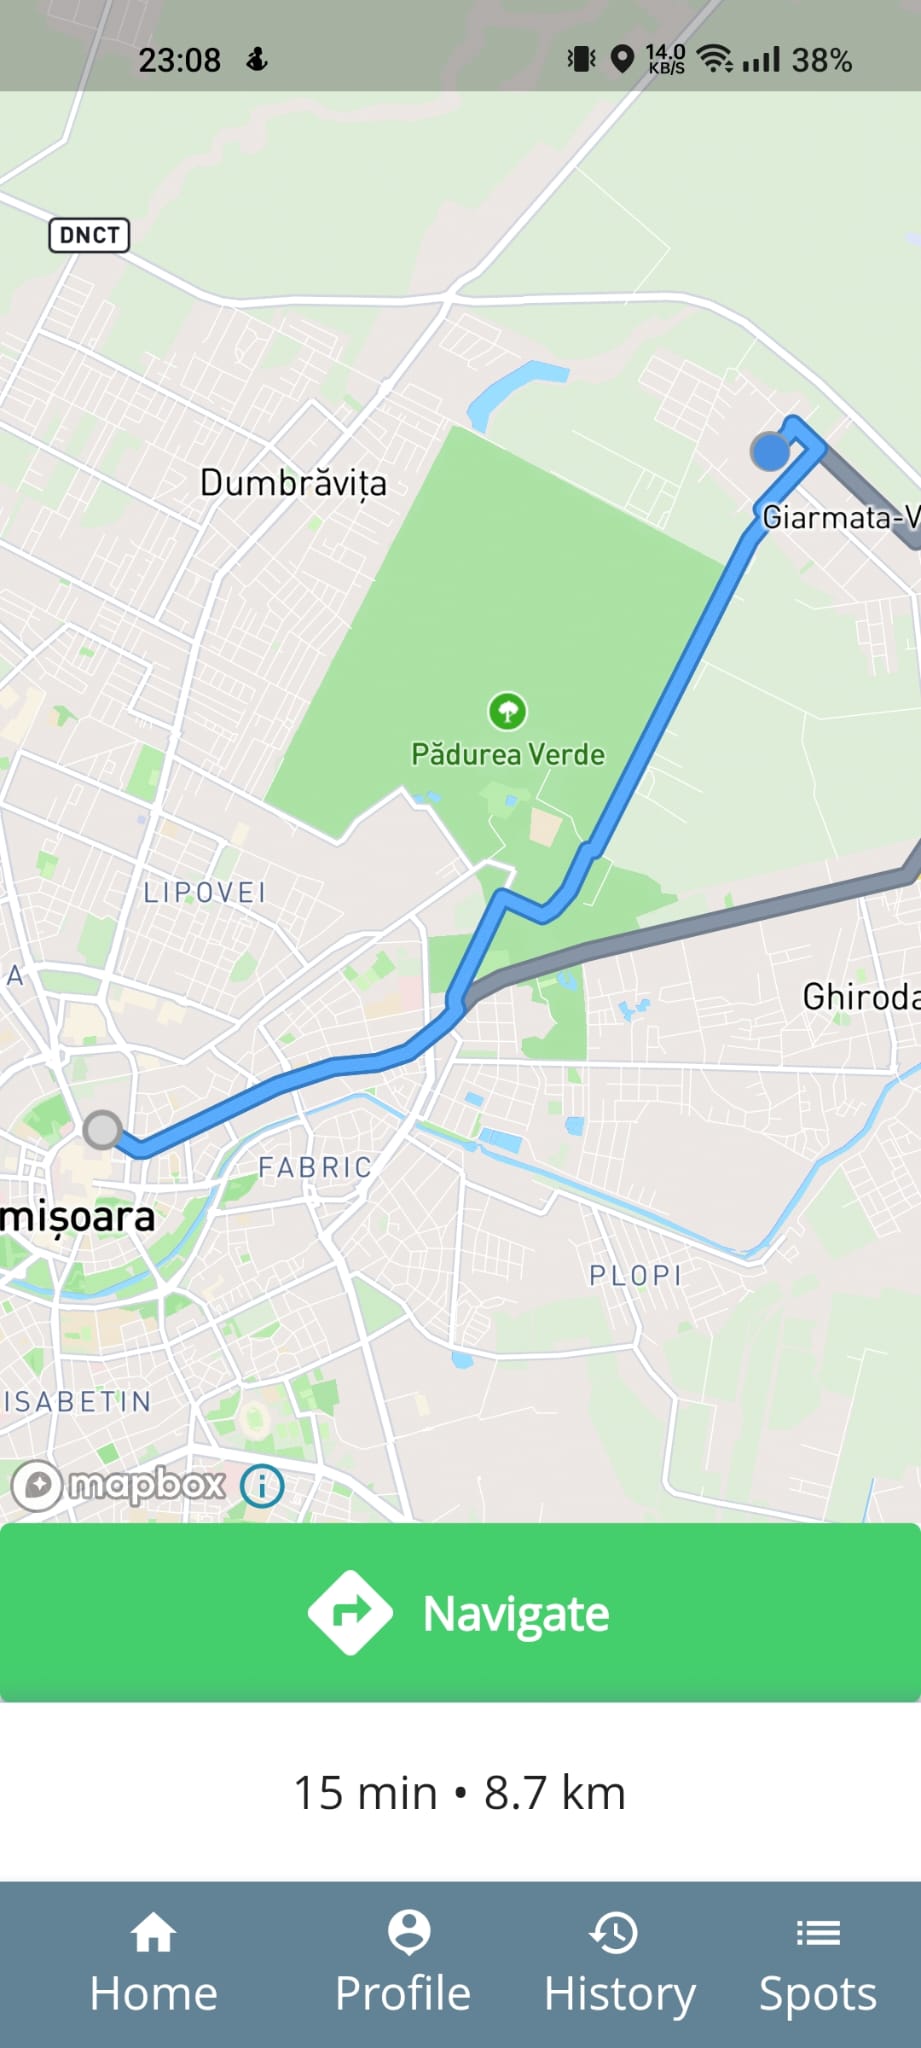 23:08
14.0
KB/S
38%
DNCT
Dumbrăvița
Giarmata-V
Pădurea Verde
LIPOVEI
A
Ghiroda
FABRIC
mișoara
PLOPI
ISABETIN
mapbox
Navigate
15 min • 8.7 km
Home
Profile
History
Spots